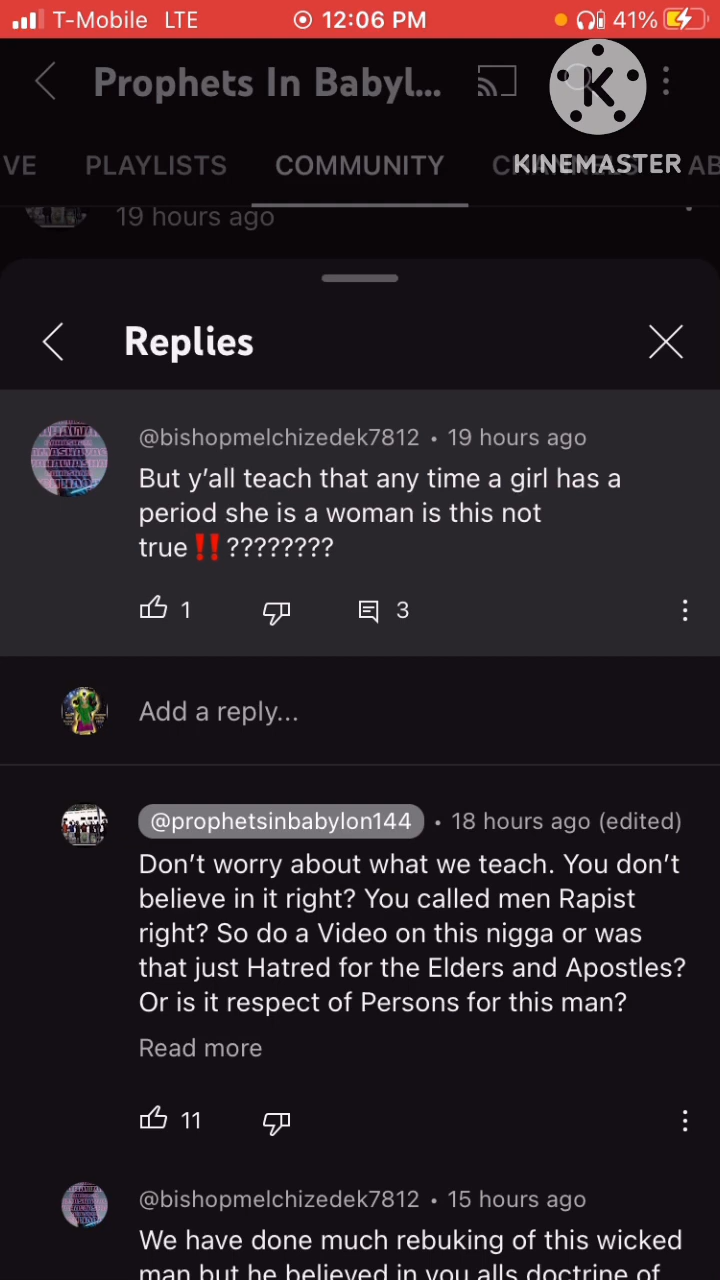 T-Mobile LTE 12:06 PM 41%
Prophets In Babyl...
K
KINEMASTER
VE PLAYLISTS COMMUNITY AB
19 hours ago
Replies
@bishopmelchizedek7812 • 19 hours ago
But y’all teach that any time a girl has a
period she is a woman is this not
true‼️????????
1 3
Add a reply...
@prophetsinbabylon144 • 18 hours ago (edited)
Don’t worry about what we teach. You don’t
believe in it right? You called men Rapist
right? So do a Video on this nigga or was
that just Hatred for the Elders and Apostles?
Or is it respect of Persons for this man?
Read more
11
@bishopmelchizedek7812 • 15 hours ago
We have done much rebuking of this wicked
man but he believed in you alls doctrine of